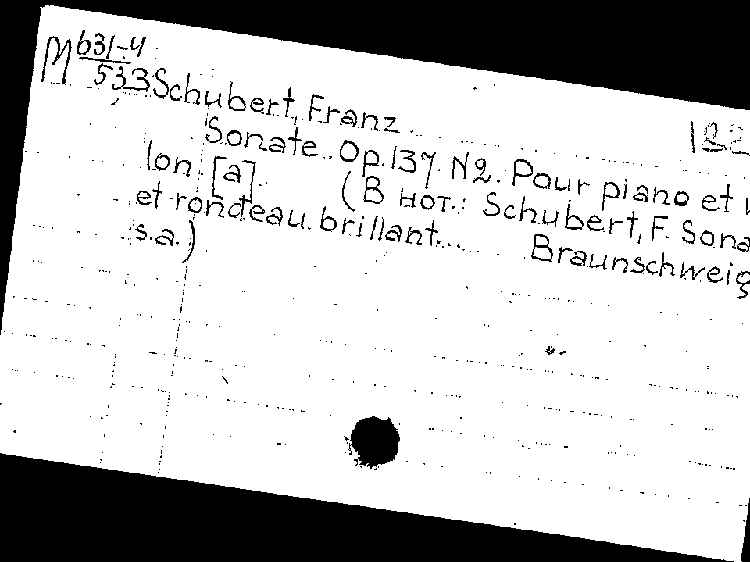 M 631-4
533 Schubert, Franz
Sonate. Op. 137. N2. Pour piano et
lon. [a]. (В нот.: Schubert, F. Sona
et rondeau brillant... Braunschweig
s.a.)